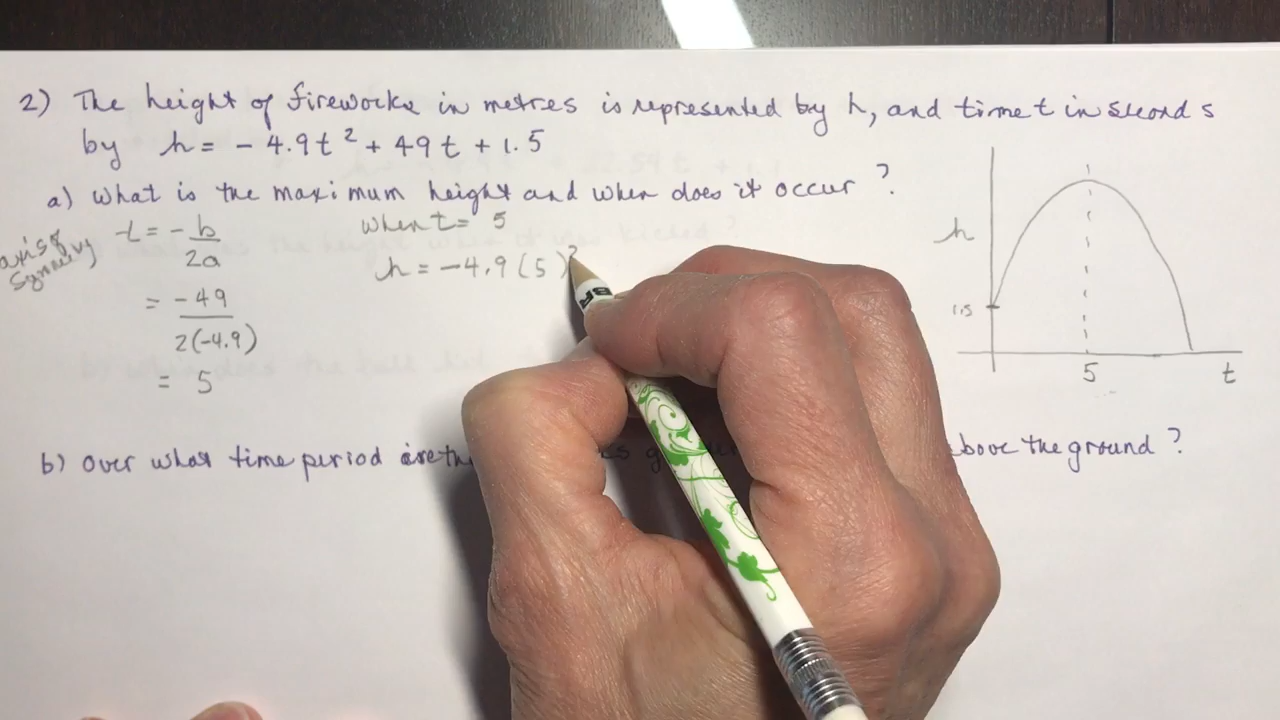 2) The height of fireworks in metres is represented by h, and time t in seconds
by h = - 4.9t² + 49t + 1.5
a) what is the maximum height and when does it occur ?
axis of symmetry
t = - b
2a
= - 49
2(-4.9)
= 5
when t = 5
h = -4.9(5)²
h
1.5
5
t
b) over what time period are the above the ground ?